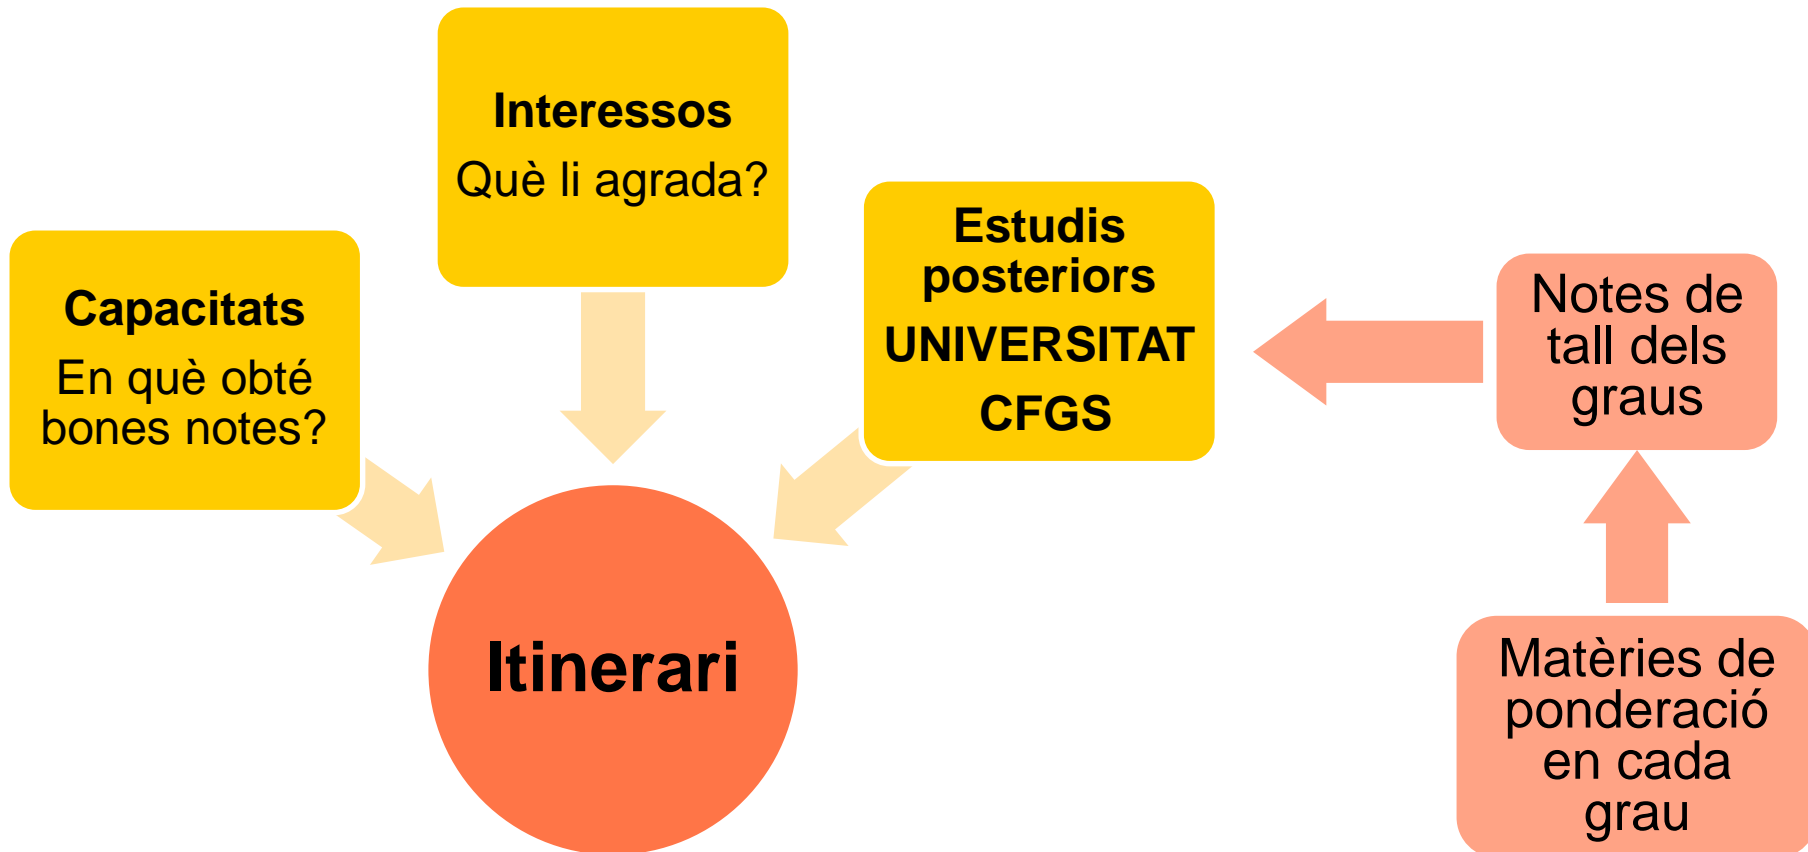 Interessos
Què li agrada?
Capacitats
En què obté
bones notes?
Estudis
posteriors
UNIVERSITAT
CFGS
Notes de
tall dels
graus
Itinerari
Matèries de
ponderació
en cada
grau